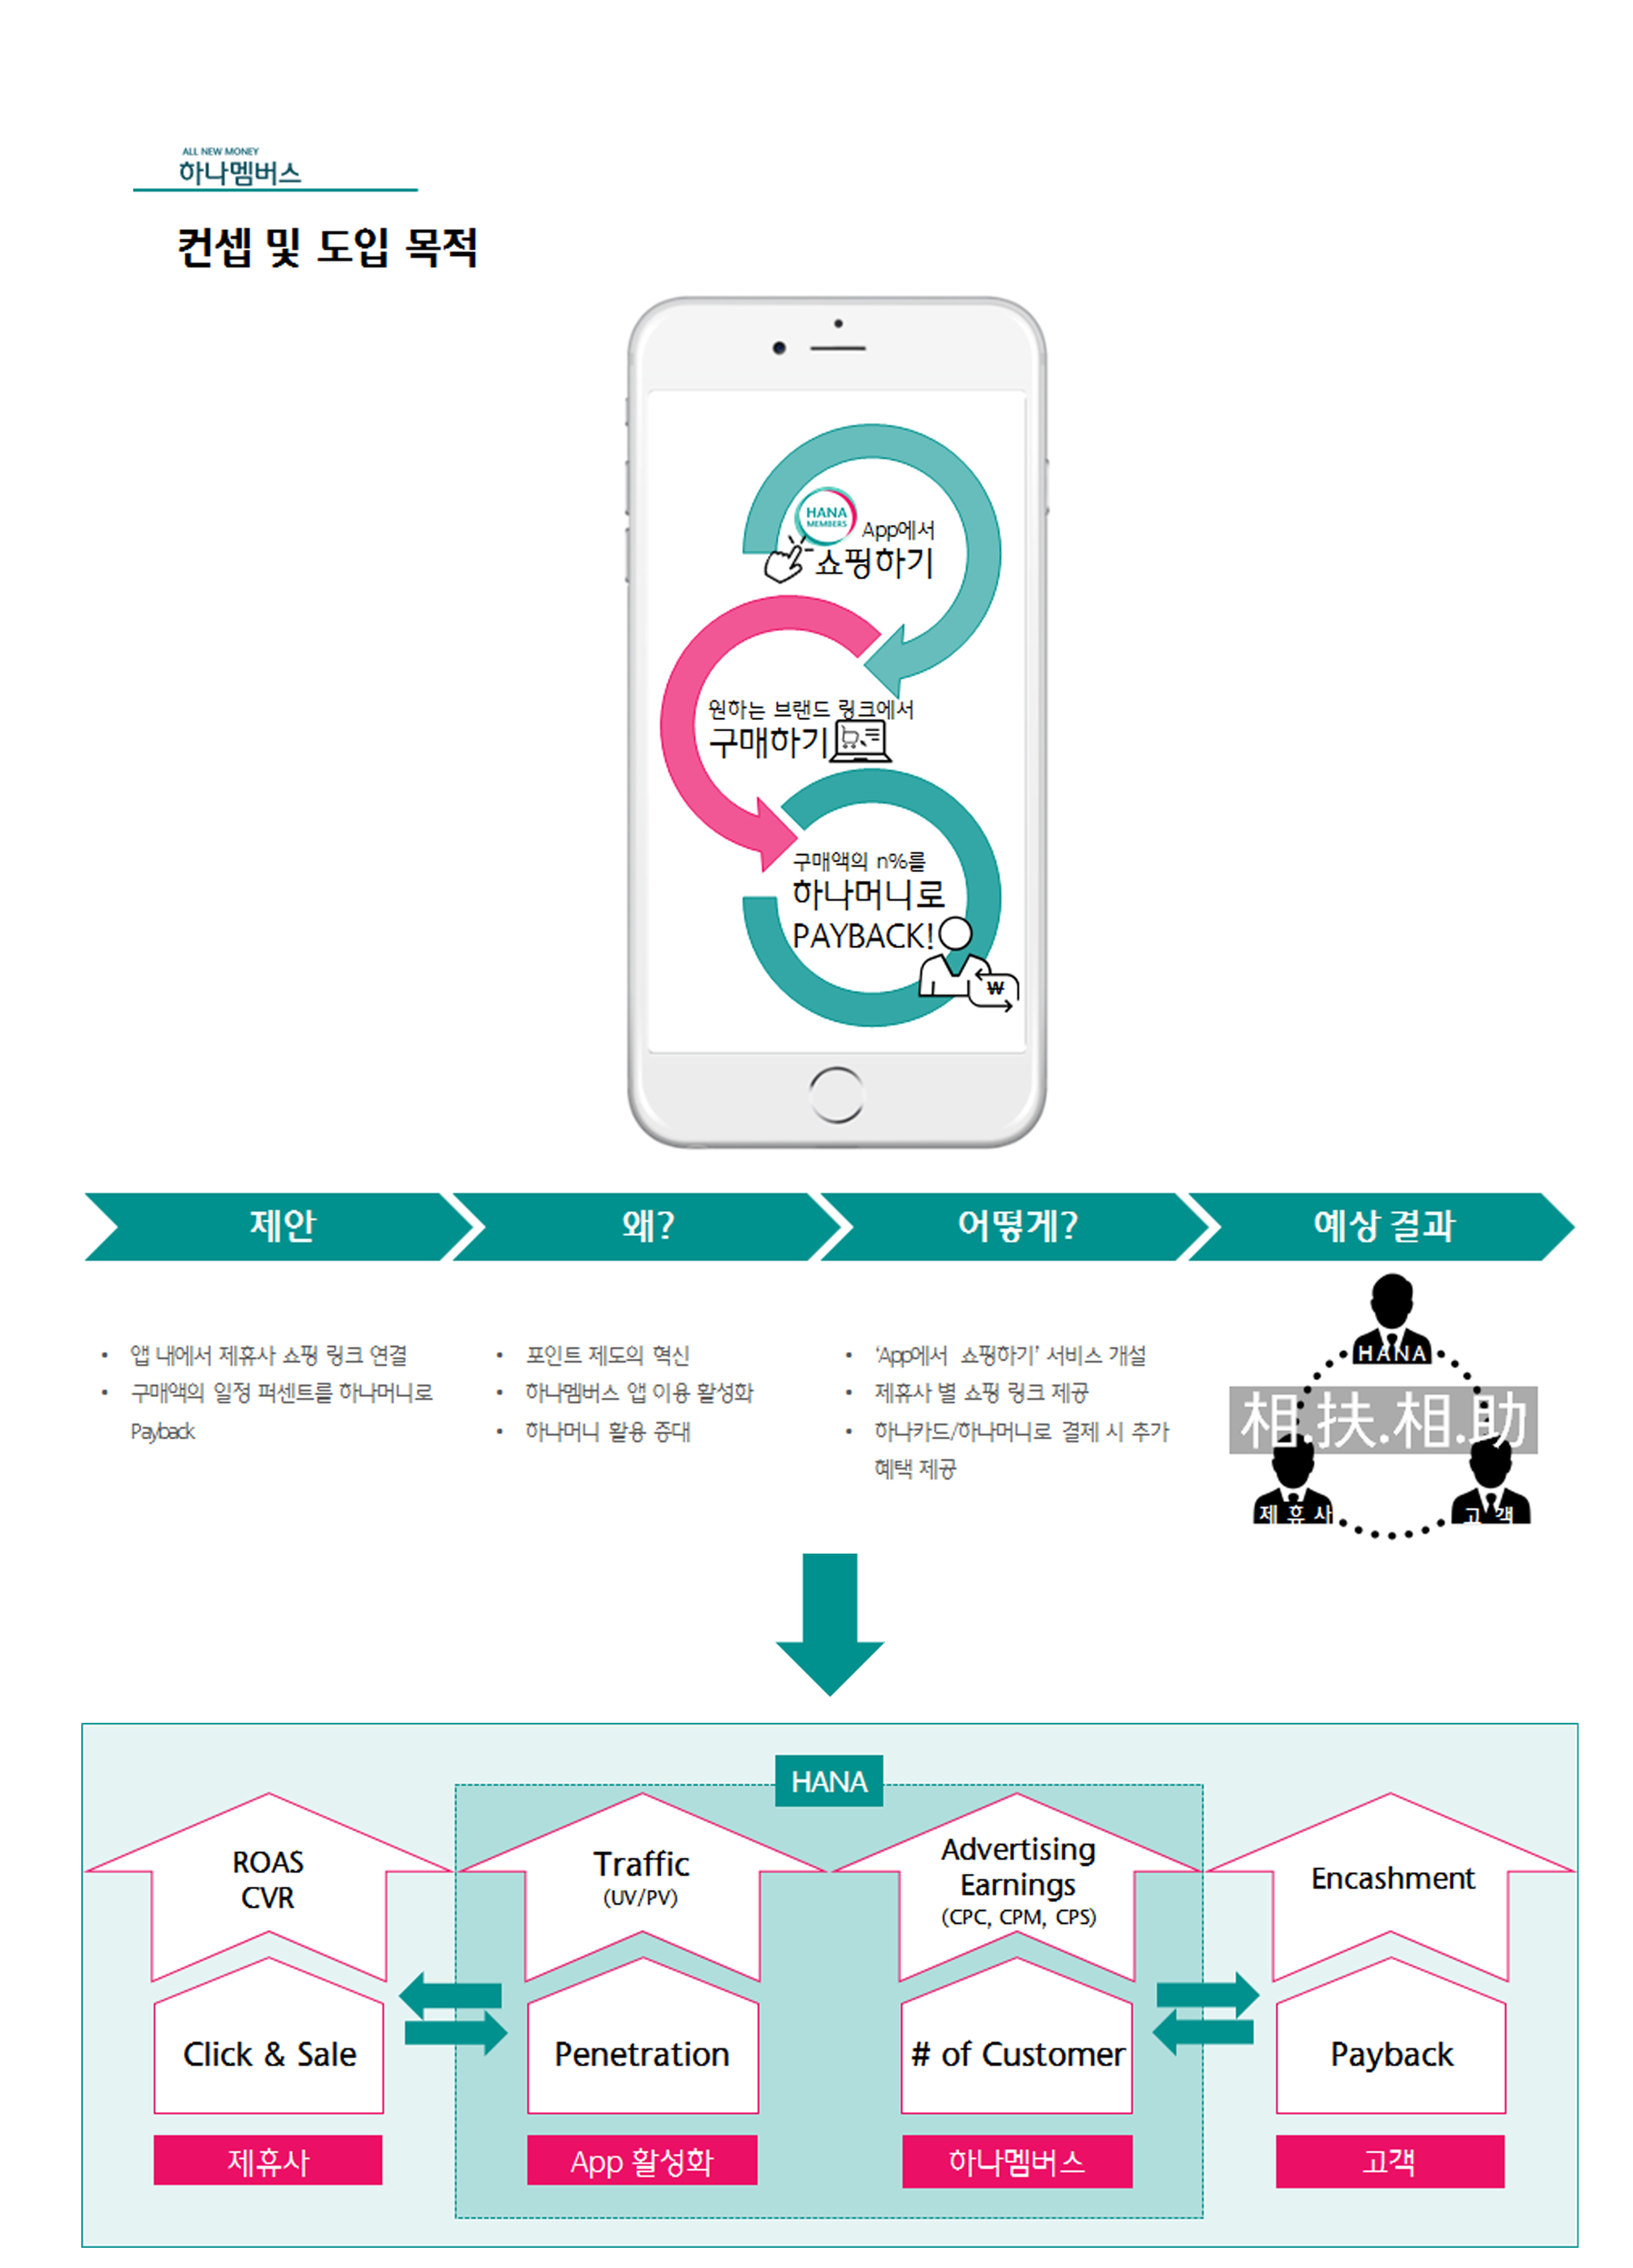 ALL NEW MONEY
하나멤버스
컨셉 및 도입 목적
HANA
MEMBERS
App에서
쇼핑하기
원하는 브랜드 링크에서
구매하기
구매액의 n%를
하나머니로
PAYBACK!
₩
제안
왜?
어떻게?
예상 결과
• 앱 내에서 제휴사 쇼핑 링크 연결
• 구매액의 일정 퍼센트를 하나머니로
Payback
• 포인트 제도의 혁신
• 하나멤버스 앱 이용 활성화
• 하나머니 활용 증대
• ‘App에서 쇼핑하기’ 서비스 개설
• 제휴사 별 쇼핑 링크 제공
• 하나카드/하나머니로 결제 시 추가
혜택 제공
HANA
相.扶.相.助
제 휴 사
고 객
HANA
ROAS
CVR
Traffic
(UV/PV)
Advertising
Earnings
(CPC, CPM, CPS)
Encashment
Click & Sale
Penetration
# of Customer
Payback
제휴사
App 활성화
하나멤버스
고객